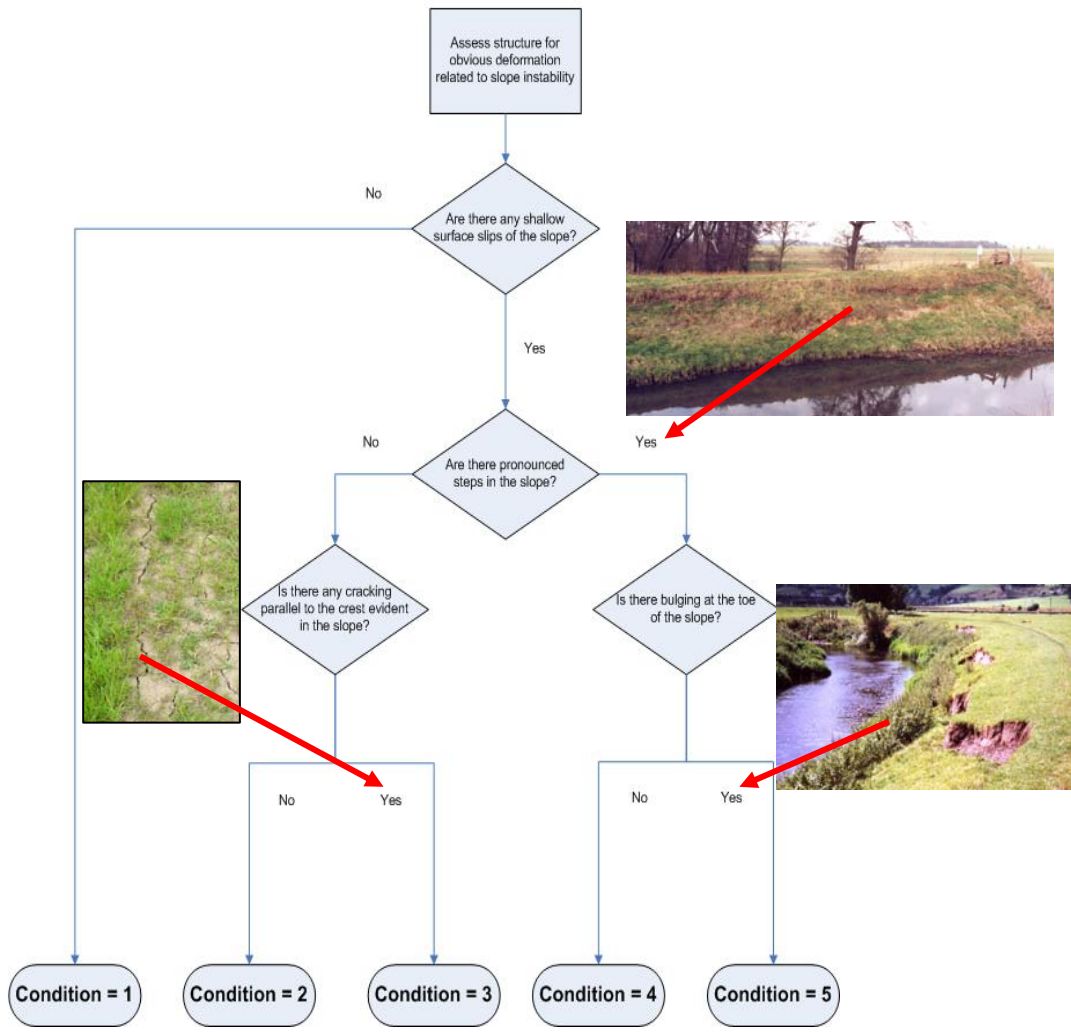 Assess structure for
obvious deformation
related to slope instability
No
Are there any shallow
surface slips of the slope?
Yes
No
Yes
Are there pronounced
steps in the slope?
Is there any cracking
parallel to the crest evident
in the slope?
Is there bulging at the toe
of the slope?
No
Yes
No
Yes
Condition = 1
Condition = 2
Condition = 3
Condition = 4
Condition = 5